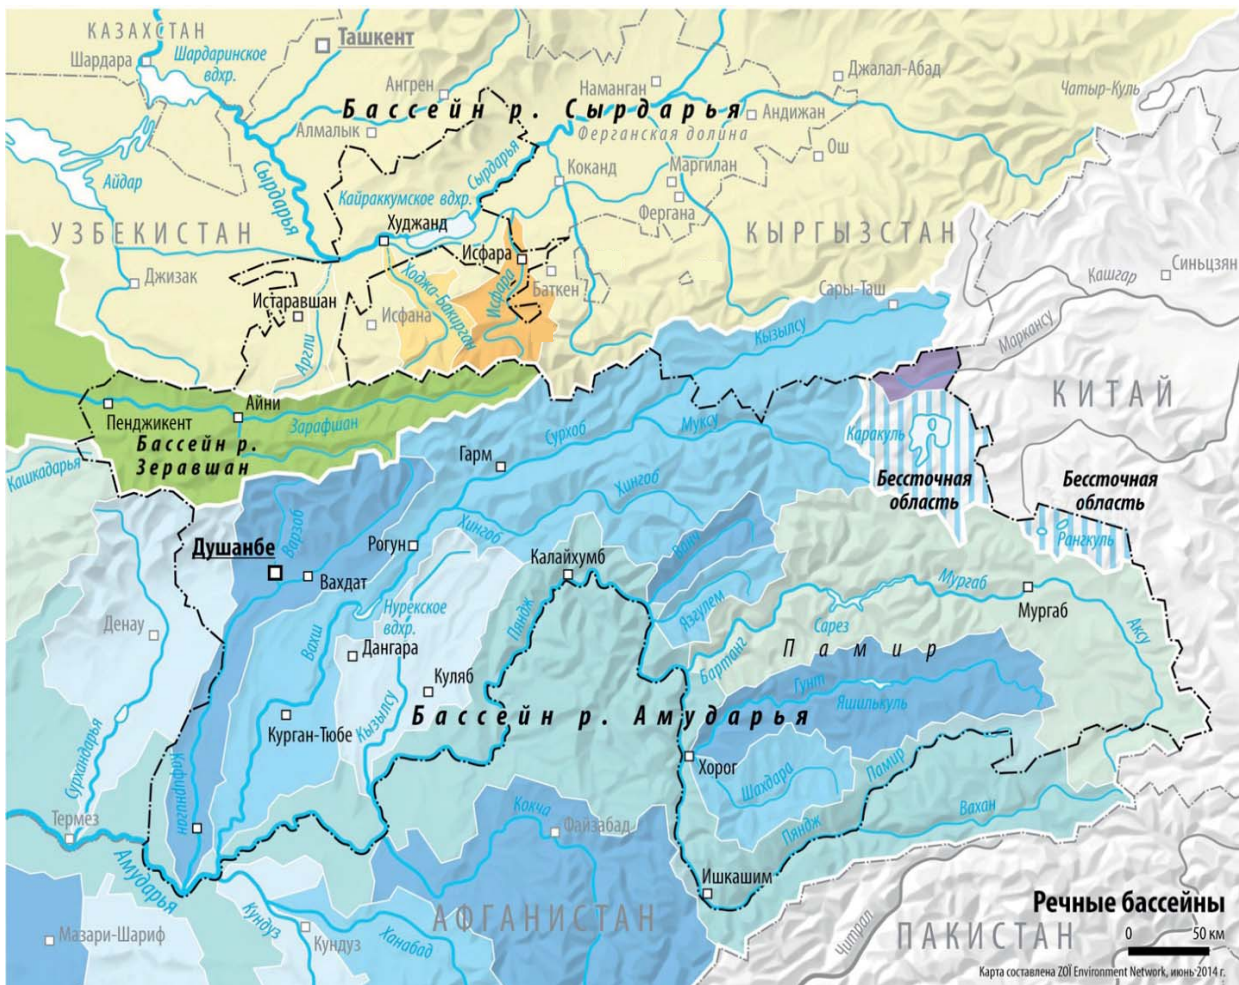 КАЗАХСТАН
Ташкент
Шардара
Шардаринское
вдхр.
Ангрен
Наманган
Джалал-Абад
Чатыр-Куль
Бассейн р. Сырдарья
Андижан
Алмалык
Ферганская долина
Ош
Айдар
Сырдарья
Сырдарья
Коканд
Маргилан
Кайраккумское вдхр.
Фергана
Худжанд
УЗБЕКИСТАН
КЫРГЫЗСТАН
Исфара
Синьцзян
Кашгар
Джизак
Ходжа-Бакирган
Исфара
Баткен
Сары-Таш
Истаравшан
Исфана
Кызылсу
Маркансу
Аргли
КИТАЙ
Айни
Пенджикент
Зарафшан
Бассейн р.
Зеравшан
Сурхоб
Муксу
Каракуль
Гарм
Кашкадарья
Хингоб
Бессточная
область
Бессточная
область
Варзоб
Хингоб
Рогун
Ванч
Рангкуль
Душанбе
Калайхумб
Вахдат
Мургаб
Мургаб
Нурекское
вдхр.
Пяндж
Язгулем
Сарез
Аксу
Денау
Вахш
Дангара
Бартанг
Памир
Куляб
Гунт
Яшилькуль
Бассейн р. Амударья
Кызылсу
Курган-Тюбе
Сурхандарья
Кафирниган
Хорог
Шахдара
Памир
Вахан
Термез
Кокча
Файзабад
Пяндж
Амударья
Ишкашим
Речные бассейны
АФГАНИСТАН
Кундуз
Кундуз
Ханабад
Читрал
ПАКИСТАН
0 50 км
Мазари-Шариф
Карта составлена ZOÏ Environment Network, июнь 2014 г.